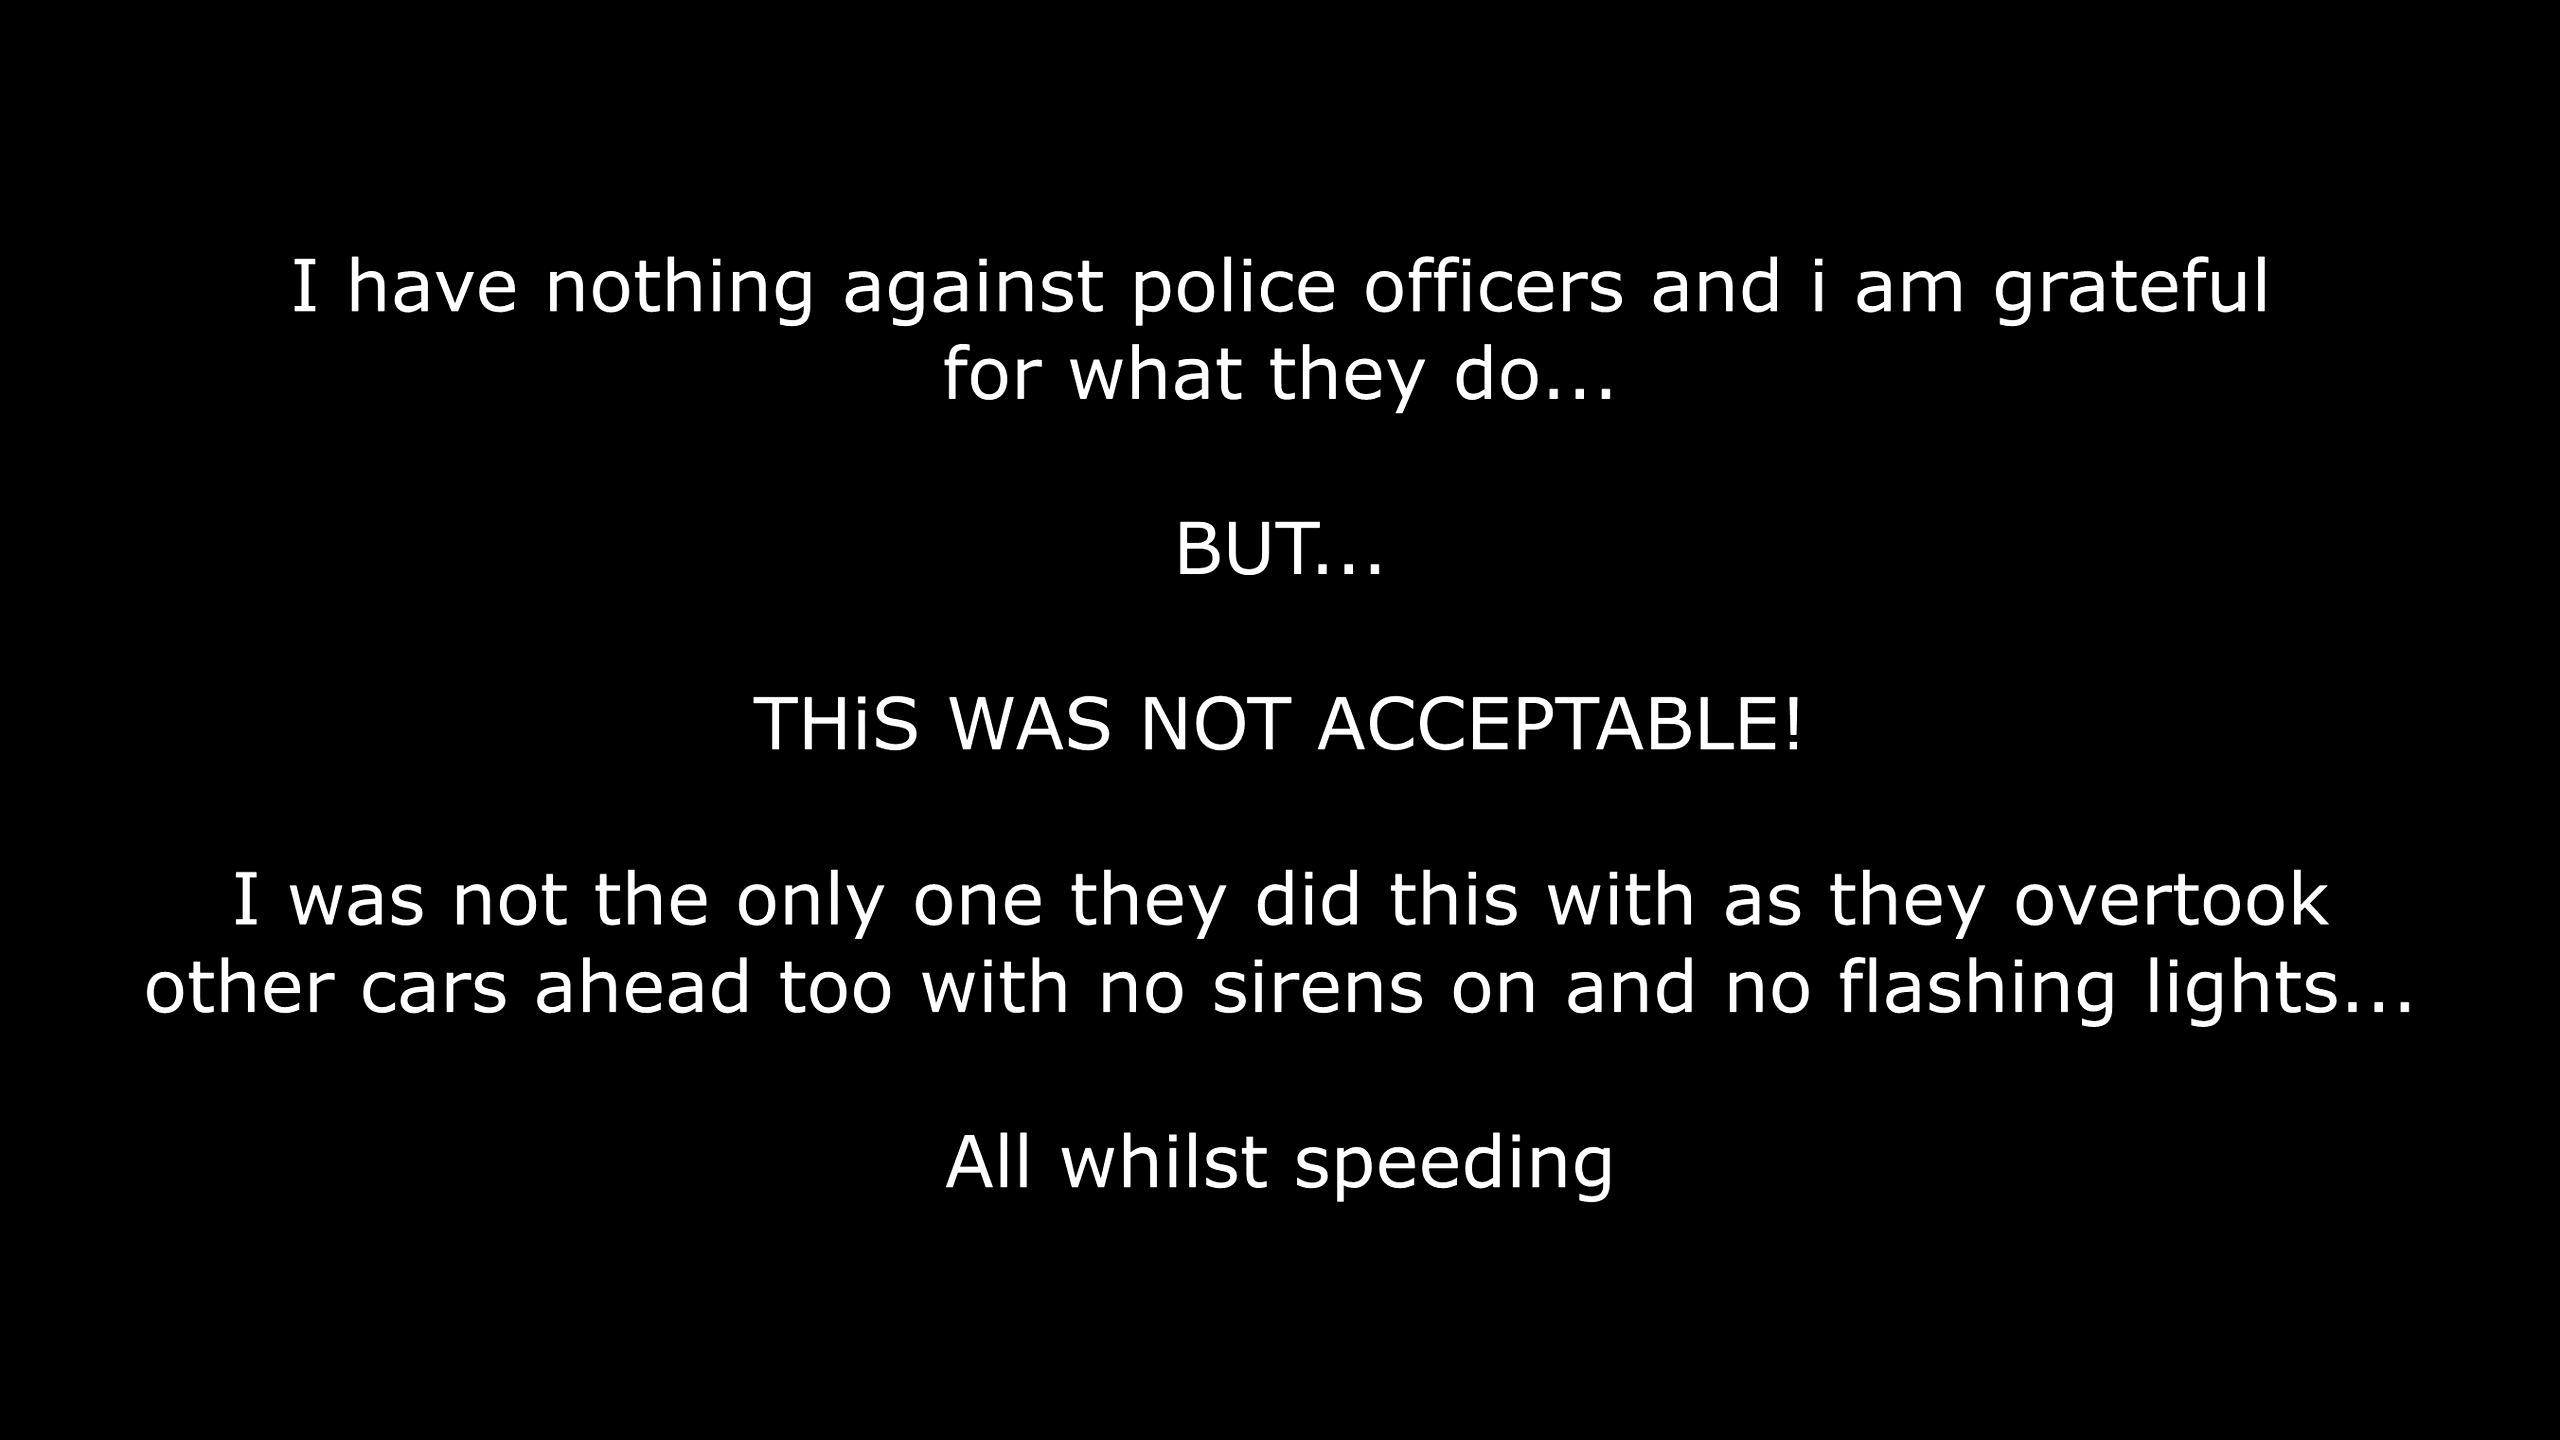 I have nothing against police officers and i am grateful
for what they do...
BUT...
THiS WAS NOT ACCEPTABLE!
I was not the only one they did this with as they overtook
other cars ahead too with no sirens on and no flashing lights...
All whilst speeding